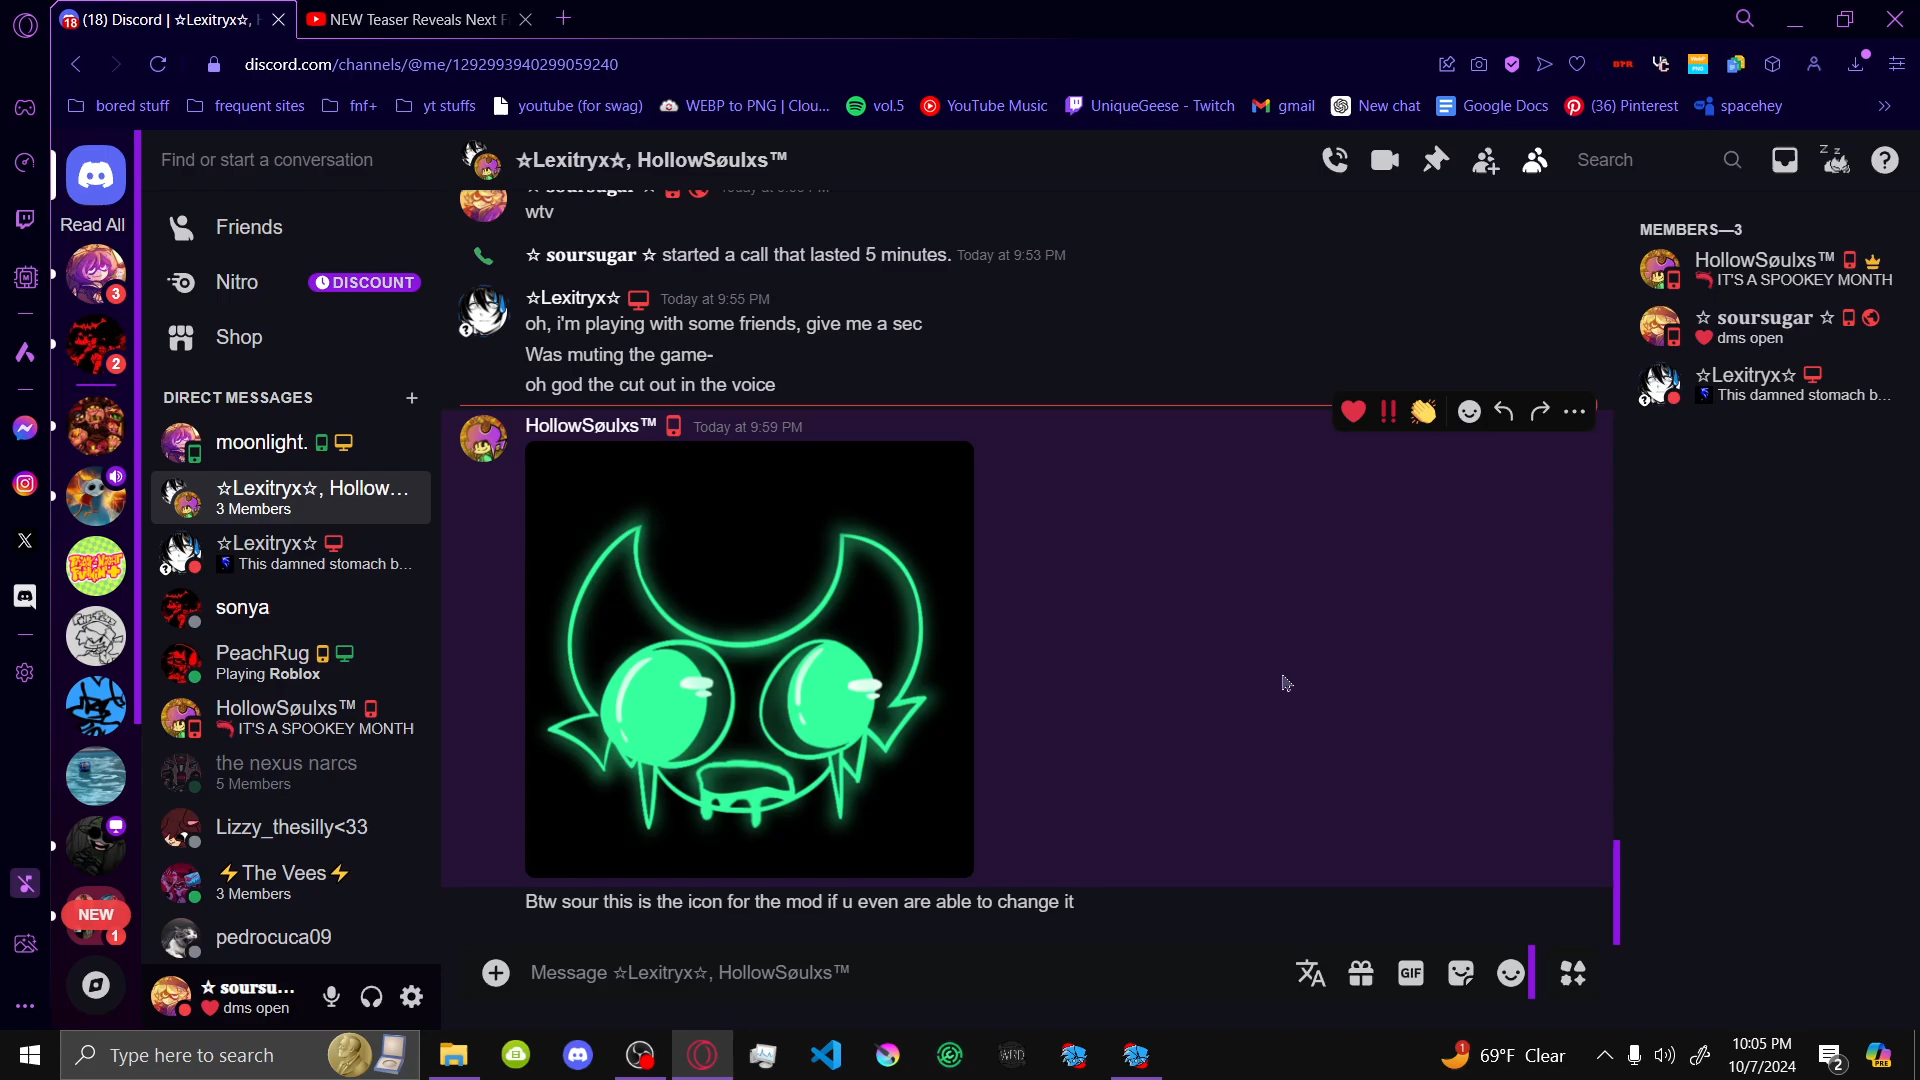 (18) Discord | ☆Lexitryx☆, H
NEW Teaser Reveals Next F
discord.com/channels/@me/1292993940299059240
bored stuff
frequent sites
fnf+
yt stuffs
youtube (for swag)
WEBP to PNG | Clou...
vol.5
YouTube Music
UniqueGeese - Twitch
gmail
New chat
Google Docs
(36) Pinterest
spacehey
Read All
3
2
NEW
1
Find or start a conversation
Friends
Nitro
DISCOUNT
Shop
DIRECT MESSAGES
moonlight.
☆Lexitryx☆, Hollow...
3 Members
☆Lexitryx☆
This damned stomach b...
sonya
PeachRug
Playing Roblox
HollowSøulxs™
IT'S A SPOOKEY MONTH
the nexus narcs
5 Members
Lizzy_thesilly<33
⚡The Vees⚡
3 Members
pedrocuca09
☆ soursu...
dms open
☆Lexitryx☆, HollowSøulxs™
Search
wtv
☆ soursugar ☆ started a call that lasted 5 minutes. Today at 9:53 PM
☆Lexitryx☆ Today at 9:55 PM
oh, i'm playing with some friends, give me a sec
Was muting the game-
oh god the cut out in the voice
HollowSøulxs™ Today at 9:59 PM
Btw sour this is the icon for the mod if u even are able to change it
Message ☆Lexitryx☆, HollowSøulxs™
GIF
MEMBERS—3
HollowSøulxs™
IT'S A SPOOKEY MONTH
☆ soursugar ☆
dms open
☆Lexitryx☆
This damned stomach b...
Type here to search
69°F Clear
10:05 PM
10/7/2024
2